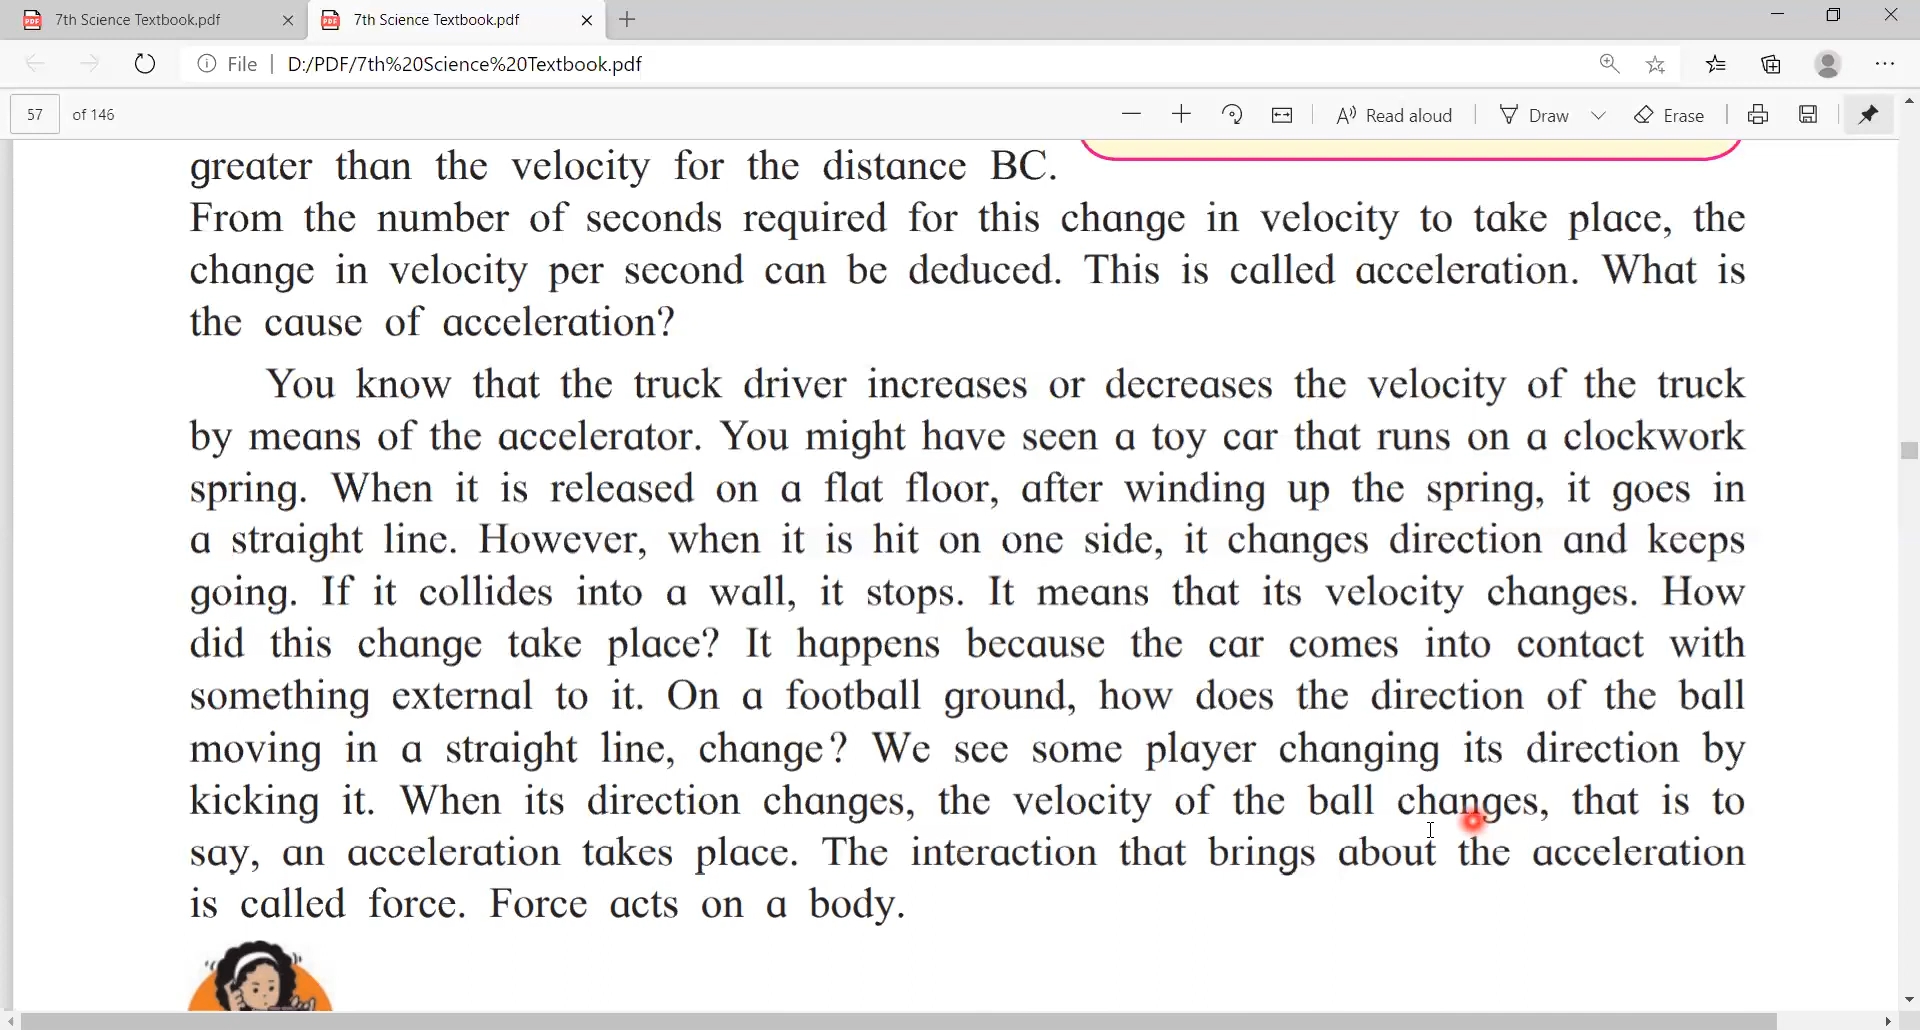 7th Science Textbook.pdf
7th Science Textbook.pdf
File
D:/PDF/7th%20Science%20Textbook.pdf
57
of 146
Read aloud
Draw
Erase
greater than the velocity for the distance BC.
From the number of seconds required for this change in velocity to take place, the
change in velocity per second can be deduced. This is called acceleration. What is
the cause of acceleration?
You know that the truck driver increases or decreases the velocity of the truck
by means of the accelerator. You might have seen a toy car that runs on a clockwork
spring. When it is released on a flat floor, after winding up the spring, it goes in
a straight line. However, when it is hit on one side, it changes direction and keeps
going. If it collides into a wall, it stops. It means that its velocity changes. How
did this change take place? It happens because the car comes into contact with
something external to it. On a football ground, how does the direction of the ball
moving in a straight line, change? We see some player changing its direction by
kicking it. When its direction changes, the velocity of the ball changes, that is to
say, an acceleration takes place. The interaction that brings about the acceleration
is called force. Force acts on a body.